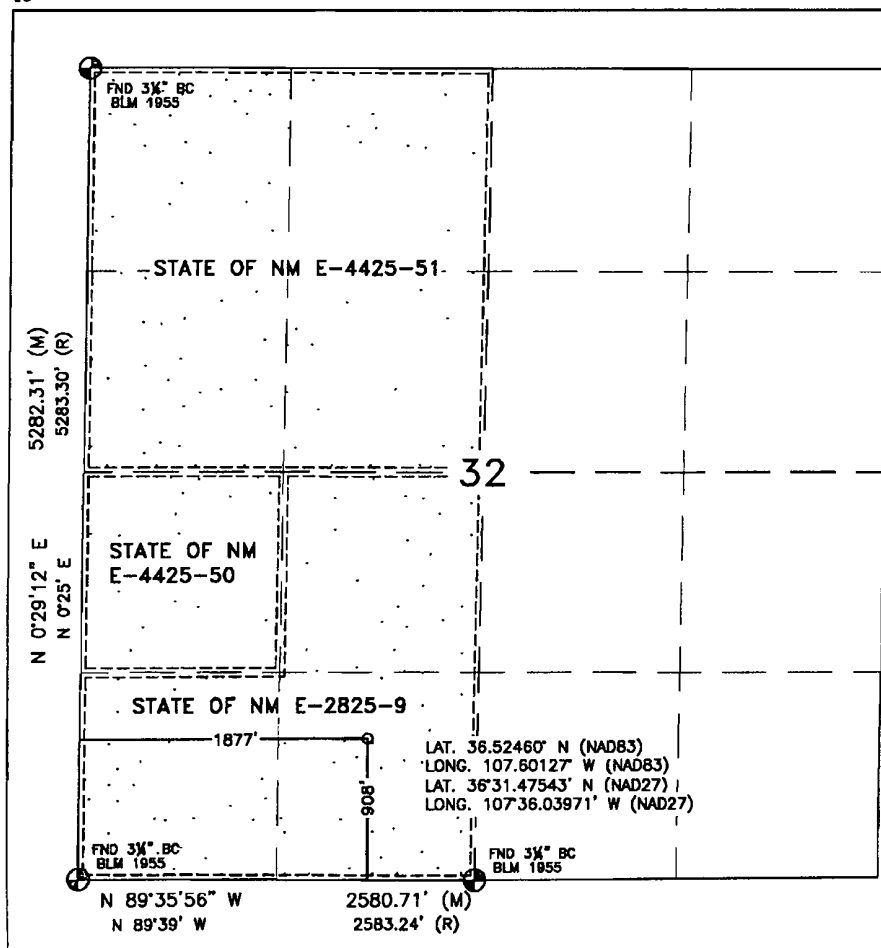 FND 3¼" BC
BLM 1955
STATE OF NM E-4425-51
5282.31' (M)
5283.30' (R)
32
STATE OF NM
E-4425-50
N 0°29'12" E
N 0°25' E
STATE OF NM E-2825-9
1877'
908'
LAT. 36.52460° N (NAD83)
LONG. 107.60127° W (NAD83)
LAT. 36°31.47543' N (NAD27)
LONG. 107°36.03971' W (NAD27)
FND 3¼" BC
BLM 1955
FND 3¼" BC
BLM 1955
N 89°35'56" W 2580.71' (M)
N 89°39' W 2583.24' (R)